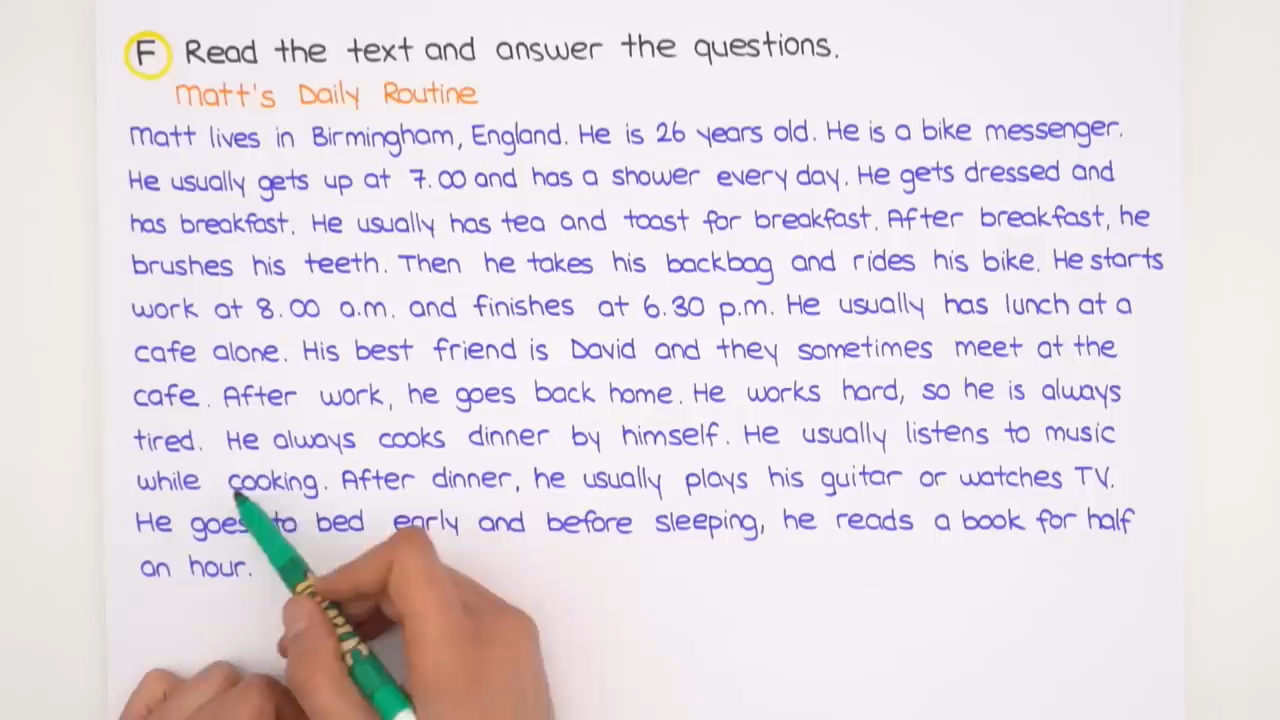 F Read the text and answer the questions.
Matt's Daily Routine
Matt lives in Birmingham, England. He is 26 years old. He is a bike messenger.
He usually gets up at 7.00 and has a shower every day. He gets dressed and
has breakfast. He usually has tea and toast for breakfast. After breakfast, he
brushes his teeth. Then he takes his backbag and rides his bike. He starts
work at 8.00 a.m. and finishes at 6.30 p.m. He usually has lunch at a
cafe alone. His best friend is David and they sometimes meet at the
cafe. After work, he goes back home. He works hard, so he is always
tired. He always cooks dinner by himself. He usually listens to music
while cooking. After dinner, he usually plays his guitar or watches TV.
He goes to bed early and before sleeping, he reads a book for half
an hour.